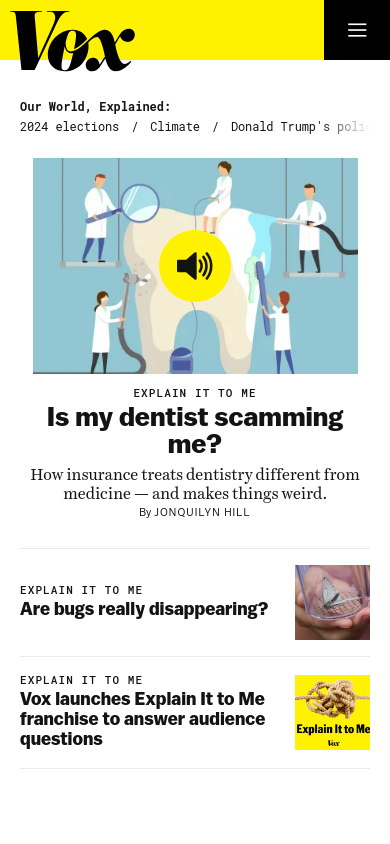 Vox
Our World, Explained:
2024 elections / Climate / Donald Trump's poli
EXPLAIN IT TO ME
Is my dentist scamming
me?
How insurance treats dentistry different from
medicine — and makes things weird.
By JONQUILYN HILL
EXPLAIN IT TO ME
Are bugs really disappearing?
EXPLAIN IT TO ME
Vox launches Explain It to Me
franchise to answer audience
questions
Explain It to Me
Vox